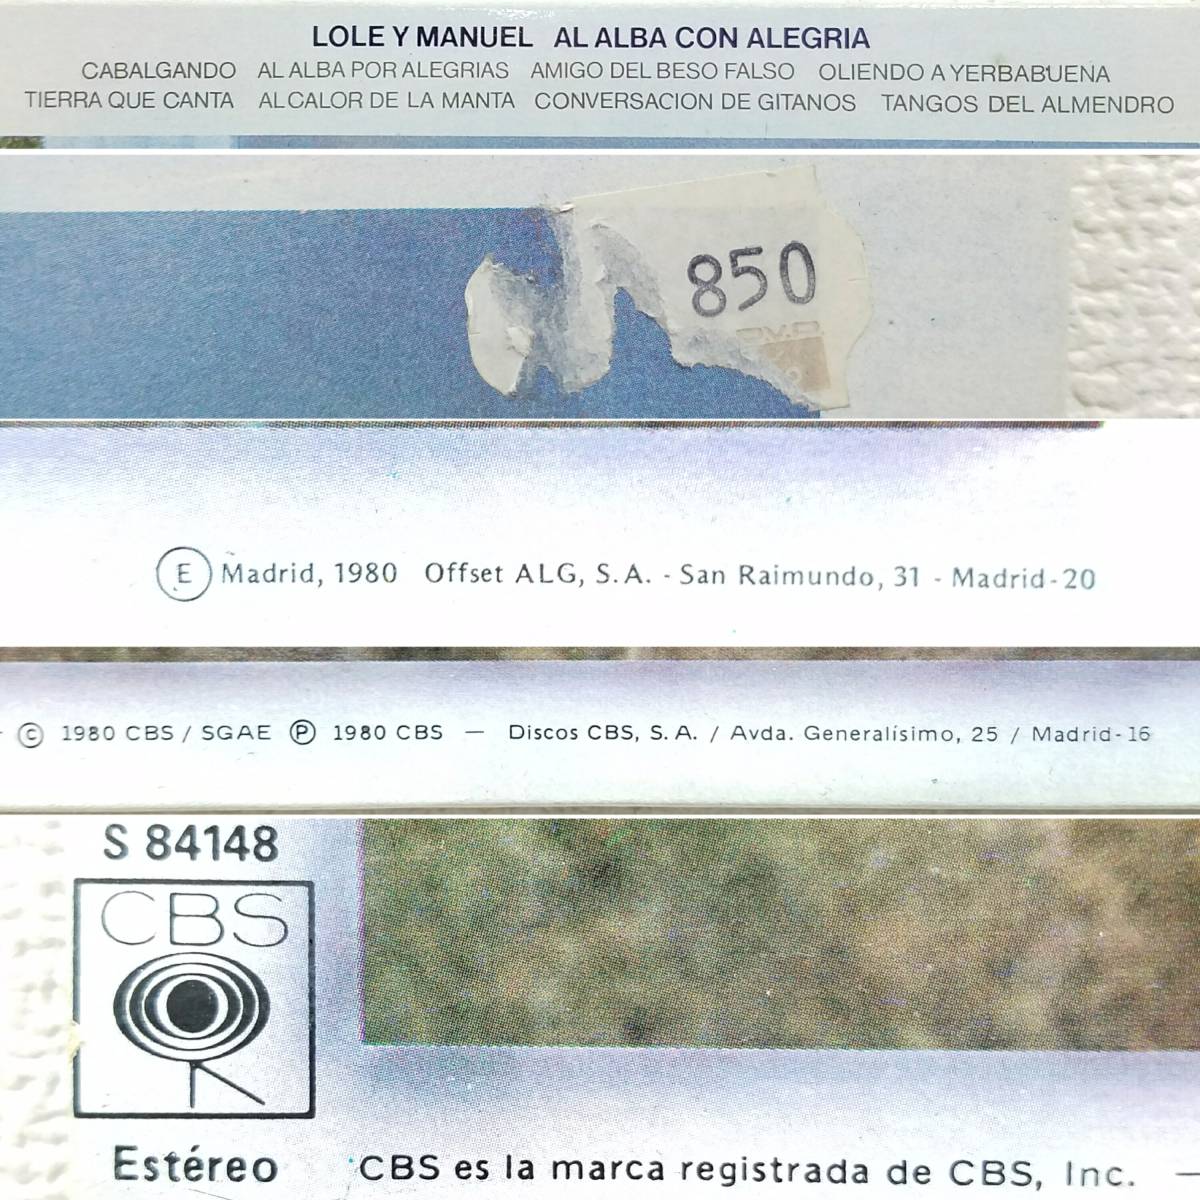 LOLE Y MANUEL AL ALBA CON ALEGRIA
CABALGANDO AL ALBA POR ALEGRIAS AMIGO DEL BESO FALSO OLIENDO A YERBABUENA
TIERRA QUE CANTA AL CALOR DE LA MANTA CONVERSACION DE GITANOS TANGOS DEL ALMENDRO
850
E Madrid, 1980 Offset ALG, S.A. - San Raimundo, 31 - Madrid-20
© 1980 CBS / SGAE ℗ 1980 CBS — Discos CBS, S.A. / Avda. Generalísimo, 25 / Madrid-16
S 84148
CBS
Estéreo
CBS es la marca registrada de CBS, Inc. —